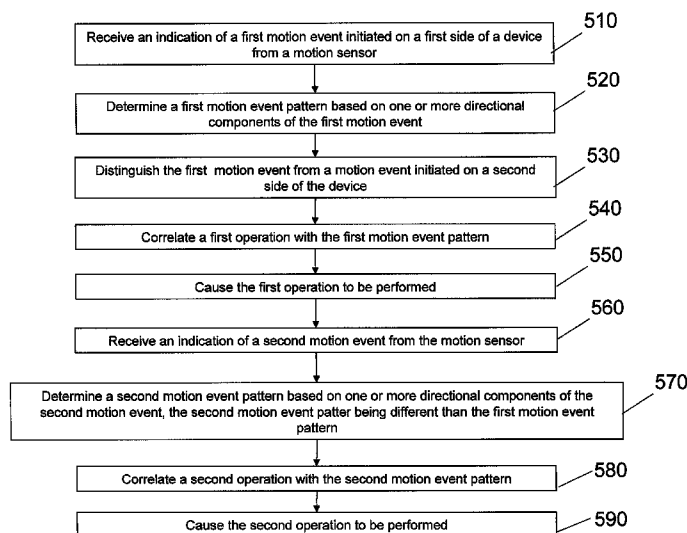 Receive an indication of a first motion event initiated on a first side of a device
from a motion sensor
510
Determine a first motion event pattern based on one or more directional
components of the first motion event
520
Distinguish the first motion event from a motion event initiated on a second
side of the device
530
Correlate a first operation with the first motion event pattern
540
Cause the first operation to be performed
550
Receive an indication of a second motion event from the motion sensor
560
Determine a second motion event pattern based on one or more directional components of the
second motion event, the second motion event patter being different than the first motion event
pattern
570
Correlate a second operation with the second motion event pattern
580
Cause the second operation to be performed
590